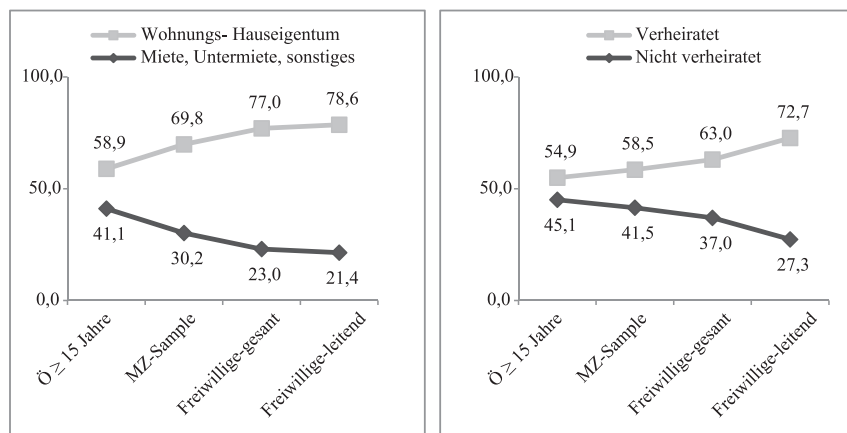 Wohnungs- Hauseigentum
Miete, Untermiete, sonstiges
100,0
50,0
0,0
58,9
69,8
77,0
78,6
41,1
30,2
23,0
21,4
Ö ≥ 15 Jahre
MZ-Sample
Freiwillige-gesant
Freiwillige-leitend
Verheiratet
Nicht verheiratet
100,0
50,0
0,0
54,9
58,5
63,0
72,7
45,1
41,5
37,0
27,3
Ö ≥ 15 Jahre
MZ-Sample
Freiwillige-gesant
Freiwillige-leitend